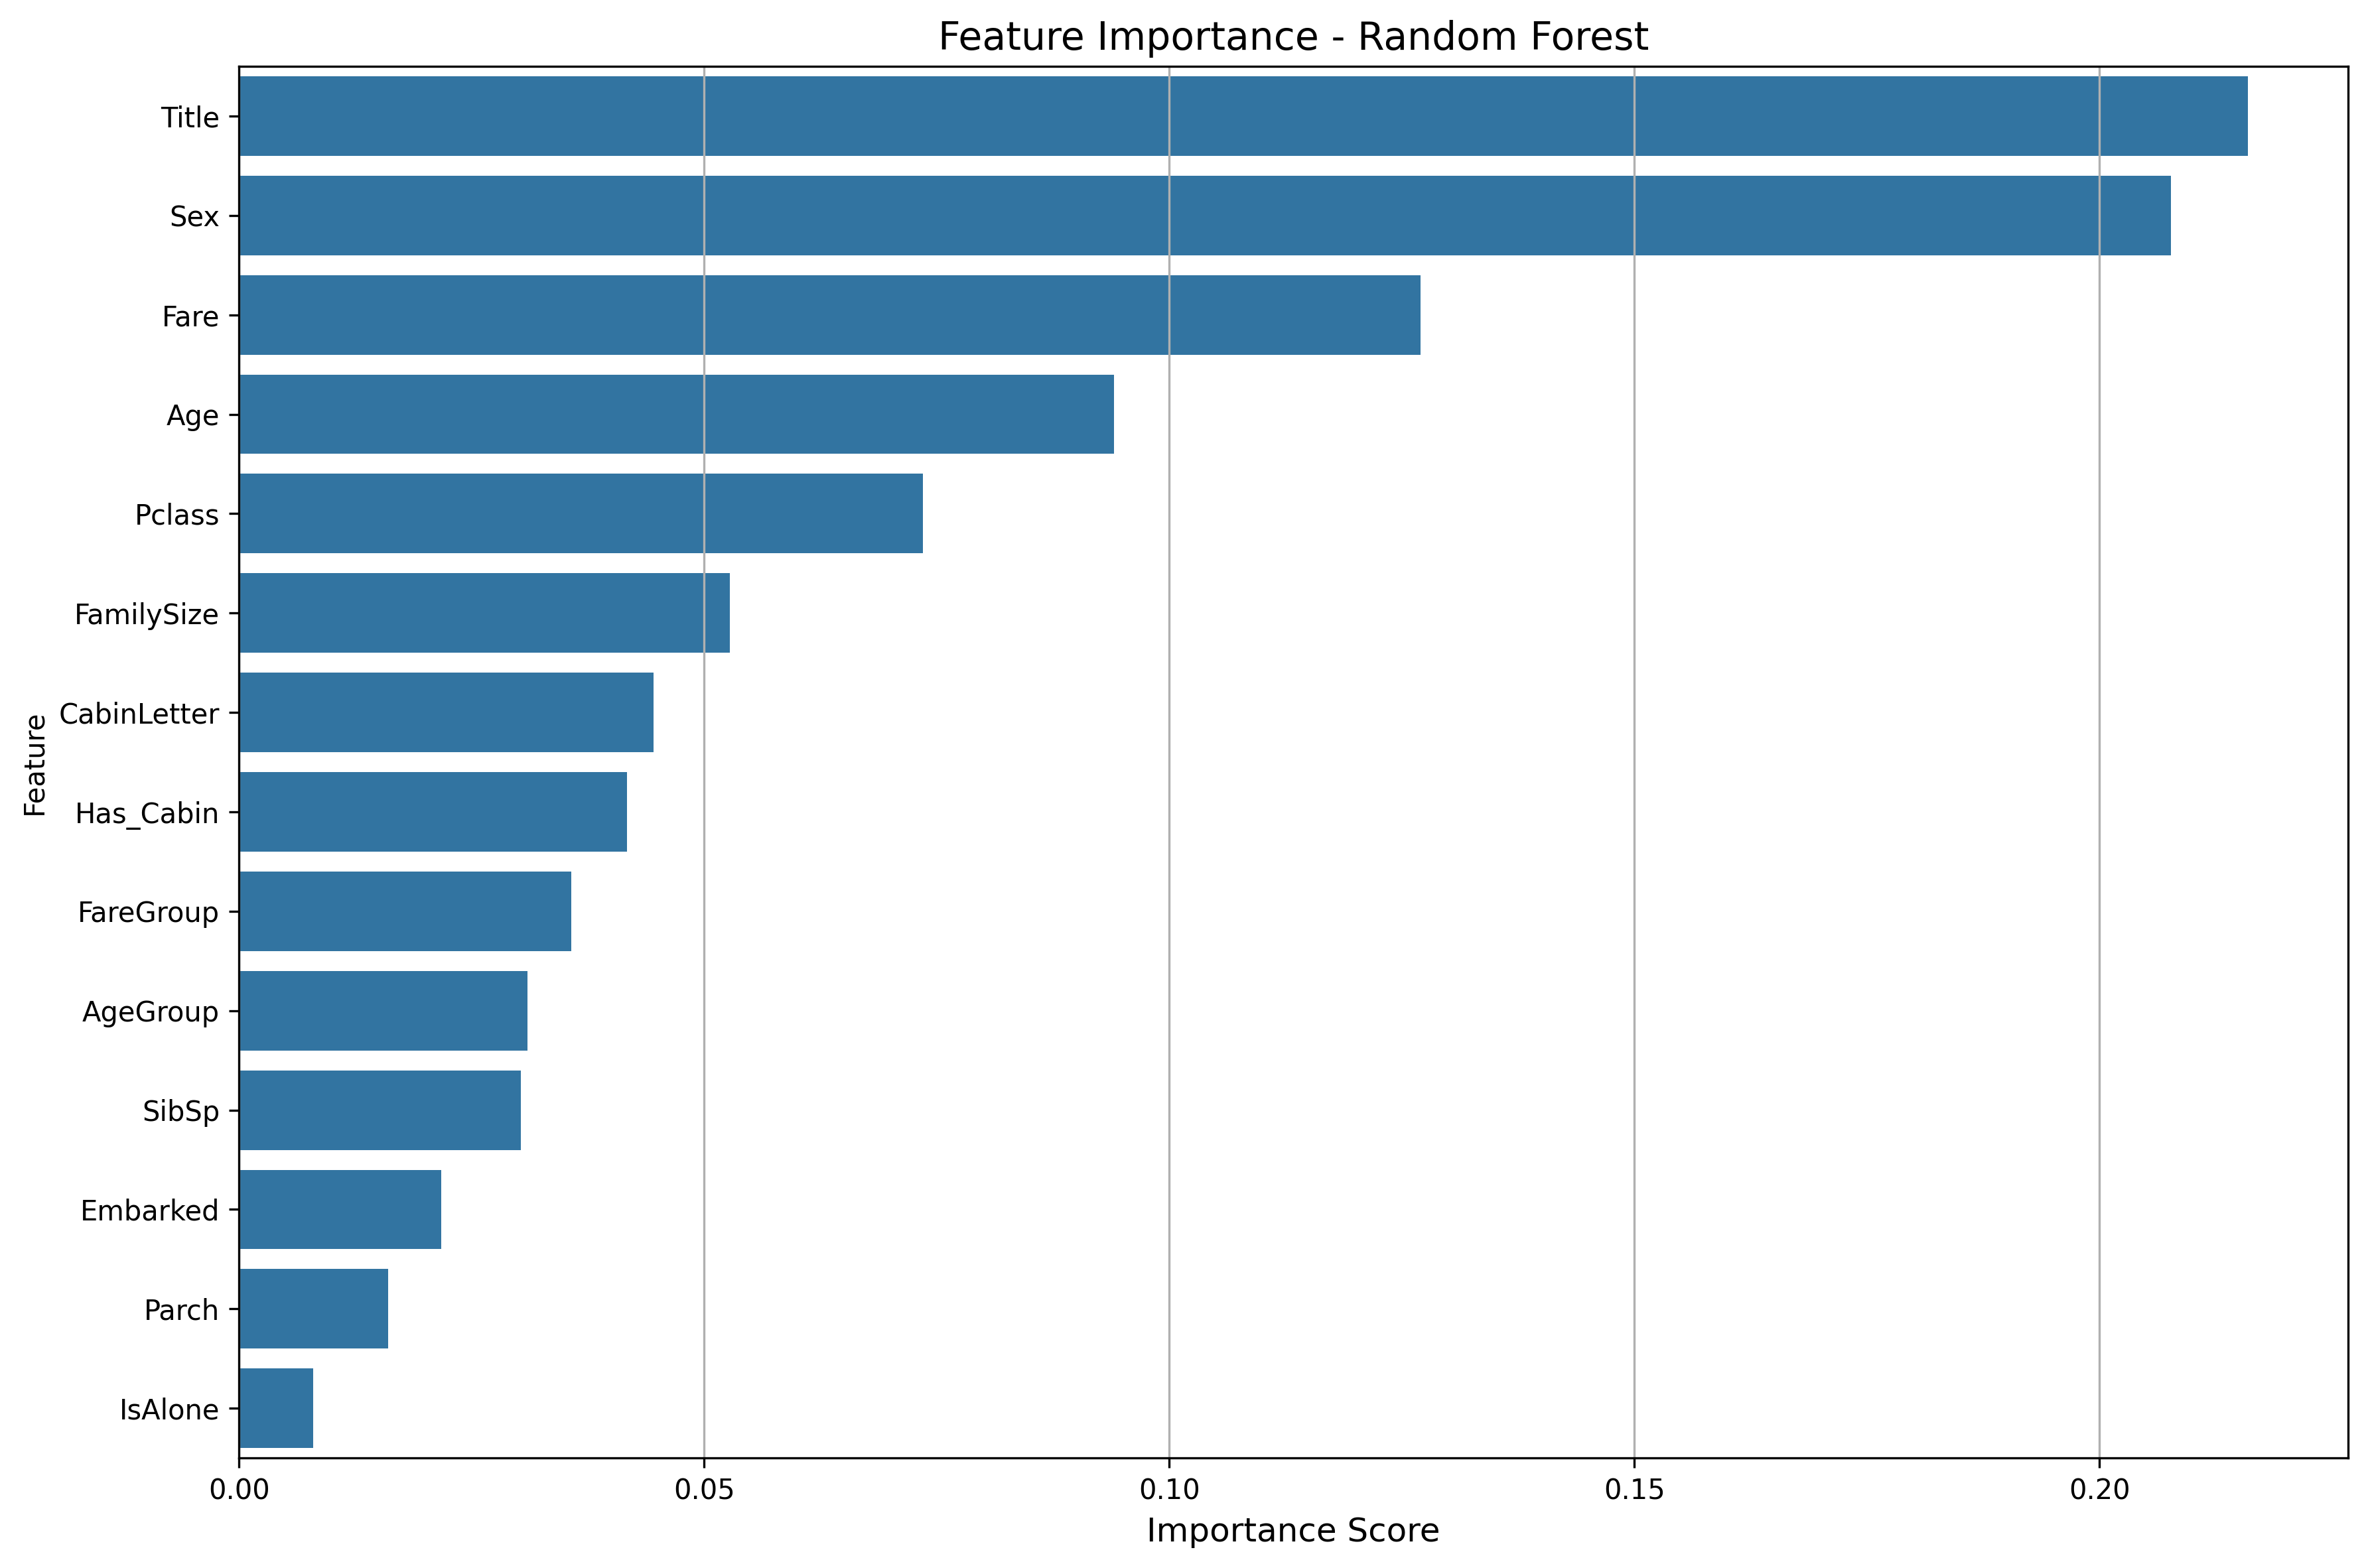 Feature Importance - Random Forest
Feature
Title
Sex
Fare
Age
Pclass
FamilySize
CabinLetter
Has_Cabin
FareGroup
AgeGroup
SibSp
Embarked
Parch
IsAlone
0.00 0.05 0.10 0.15 0.20
Importance Score